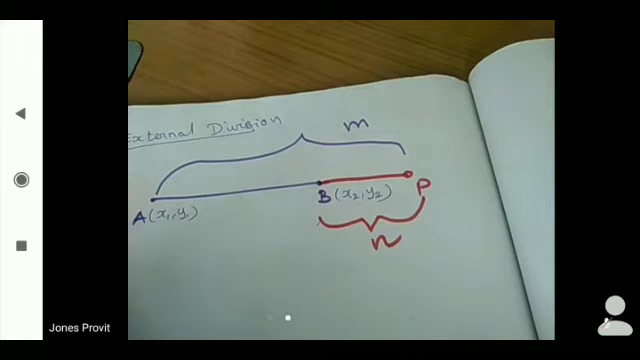 External Division
m
A (x₁, y₁)
B (x₂, y₂)
P
n
Jones Provit